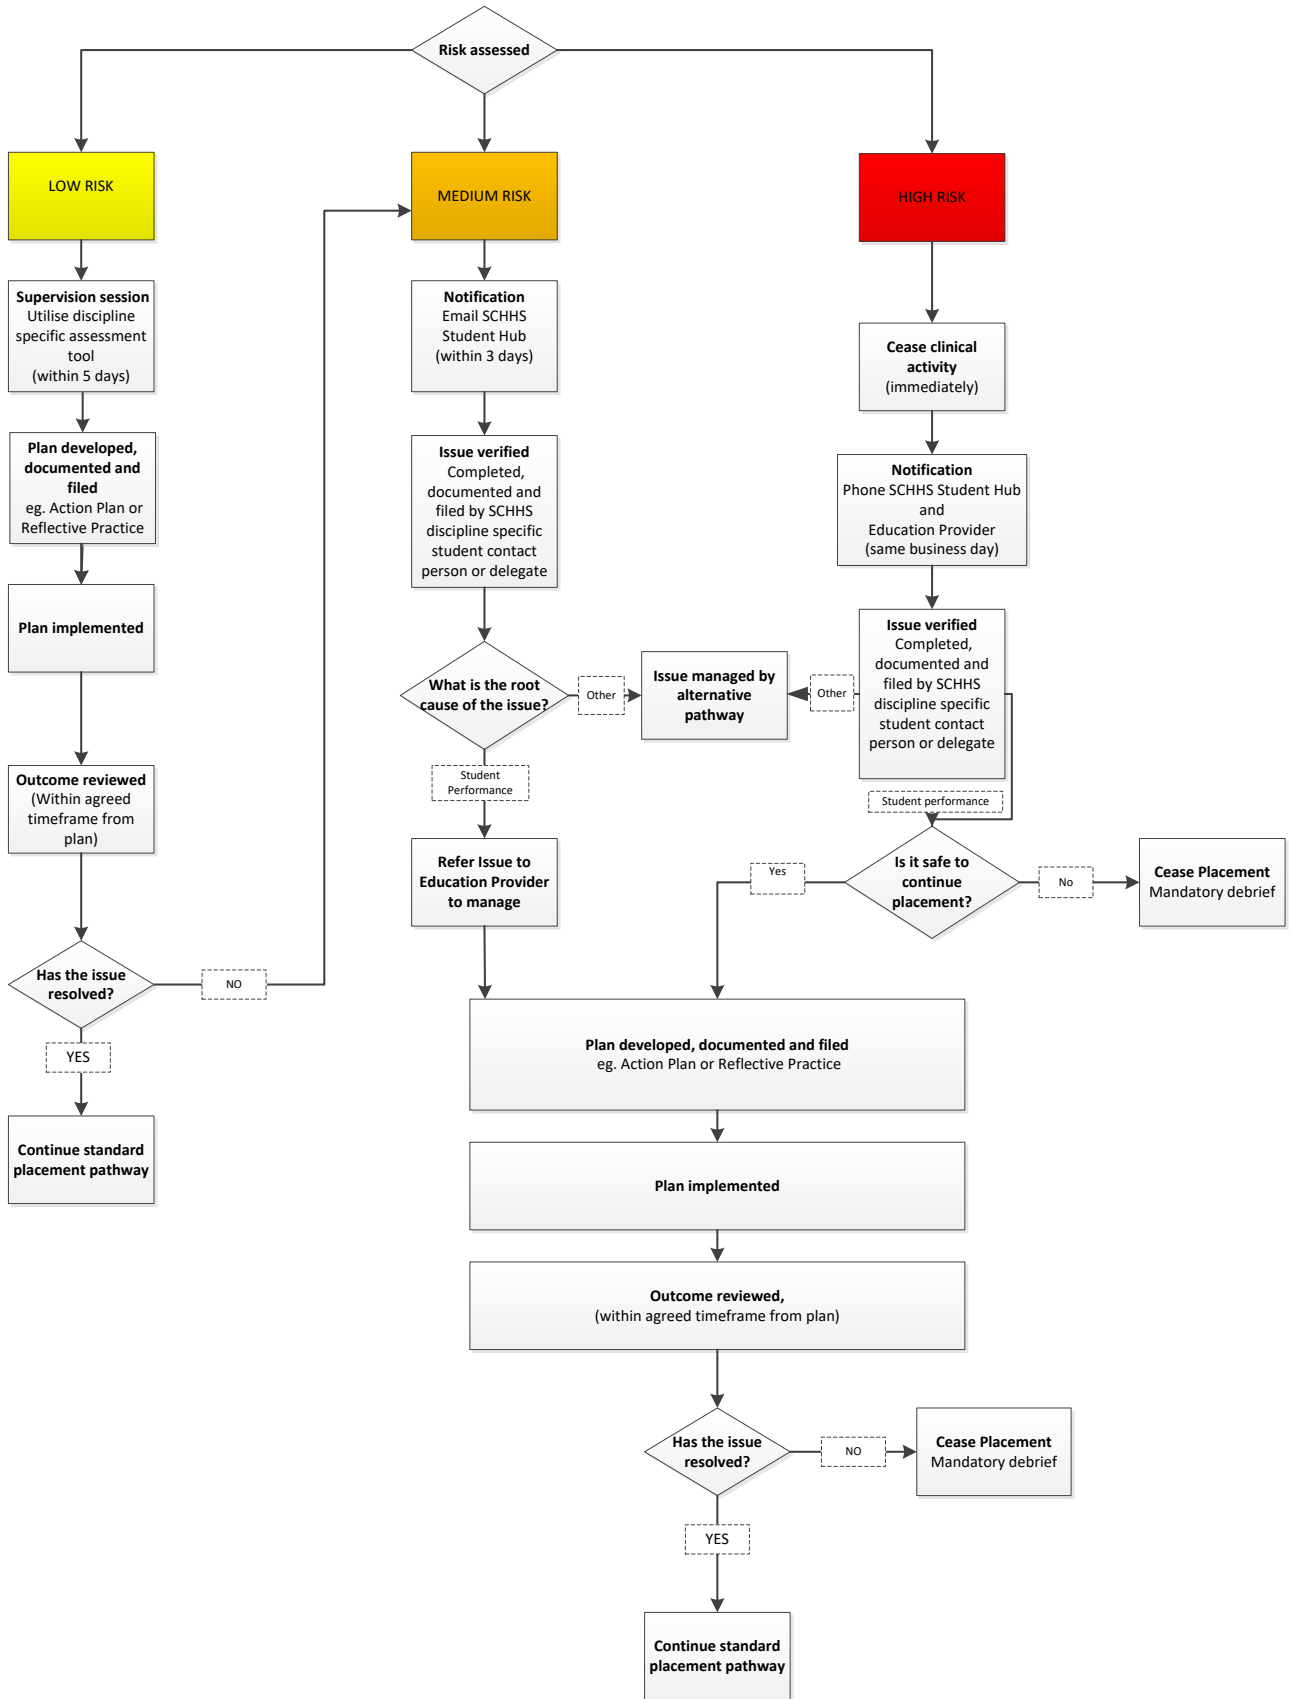 Risk assessed
LOW RISK
MEDIUM RISK
HIGH RISK
Supervision session
Utilise discipline
specific assessment
tool
(within 5 days)
Plan developed,
documented and
filed
eg. Action Plan or
Reflective Practice
Plan implemented
Outcome reviewed
(Within agreed
timeframe from
plan)
Has the issue
resolved?
NO
YES
Continue standard
placement pathway
Notification
Email SCHHS
Student Hub
(within 3 days)
Issue verified
Completed,
documented and
filed by SCHHS
discipline specific
student contact
person or delegate
What is the root
cause of the issue?
Other
Issue managed by
alternative
pathway
Other
Student
Performance
Refer Issue to
Education Provider
to manage
Cease clinical
activity
(immediately)
Notification
Phone SCHHS Student Hub
and
Education Provider
(same business day)
Issue verified
Completed,
documented and
filed by SCHHS
discipline specific
student contact
person or delegate
Student performance
Is it safe to
continue
placement?
Yes
No
Cease Placement
Mandatory debrief
Plan developed, documented and filed
eg. Action Plan or Reflective Practice
Plan implemented
Outcome reviewed,
(within agreed timeframe from plan)
Has the issue
resolved?
NO
Cease Placement
Mandatory debrief
YES
Continue standard
placement pathway